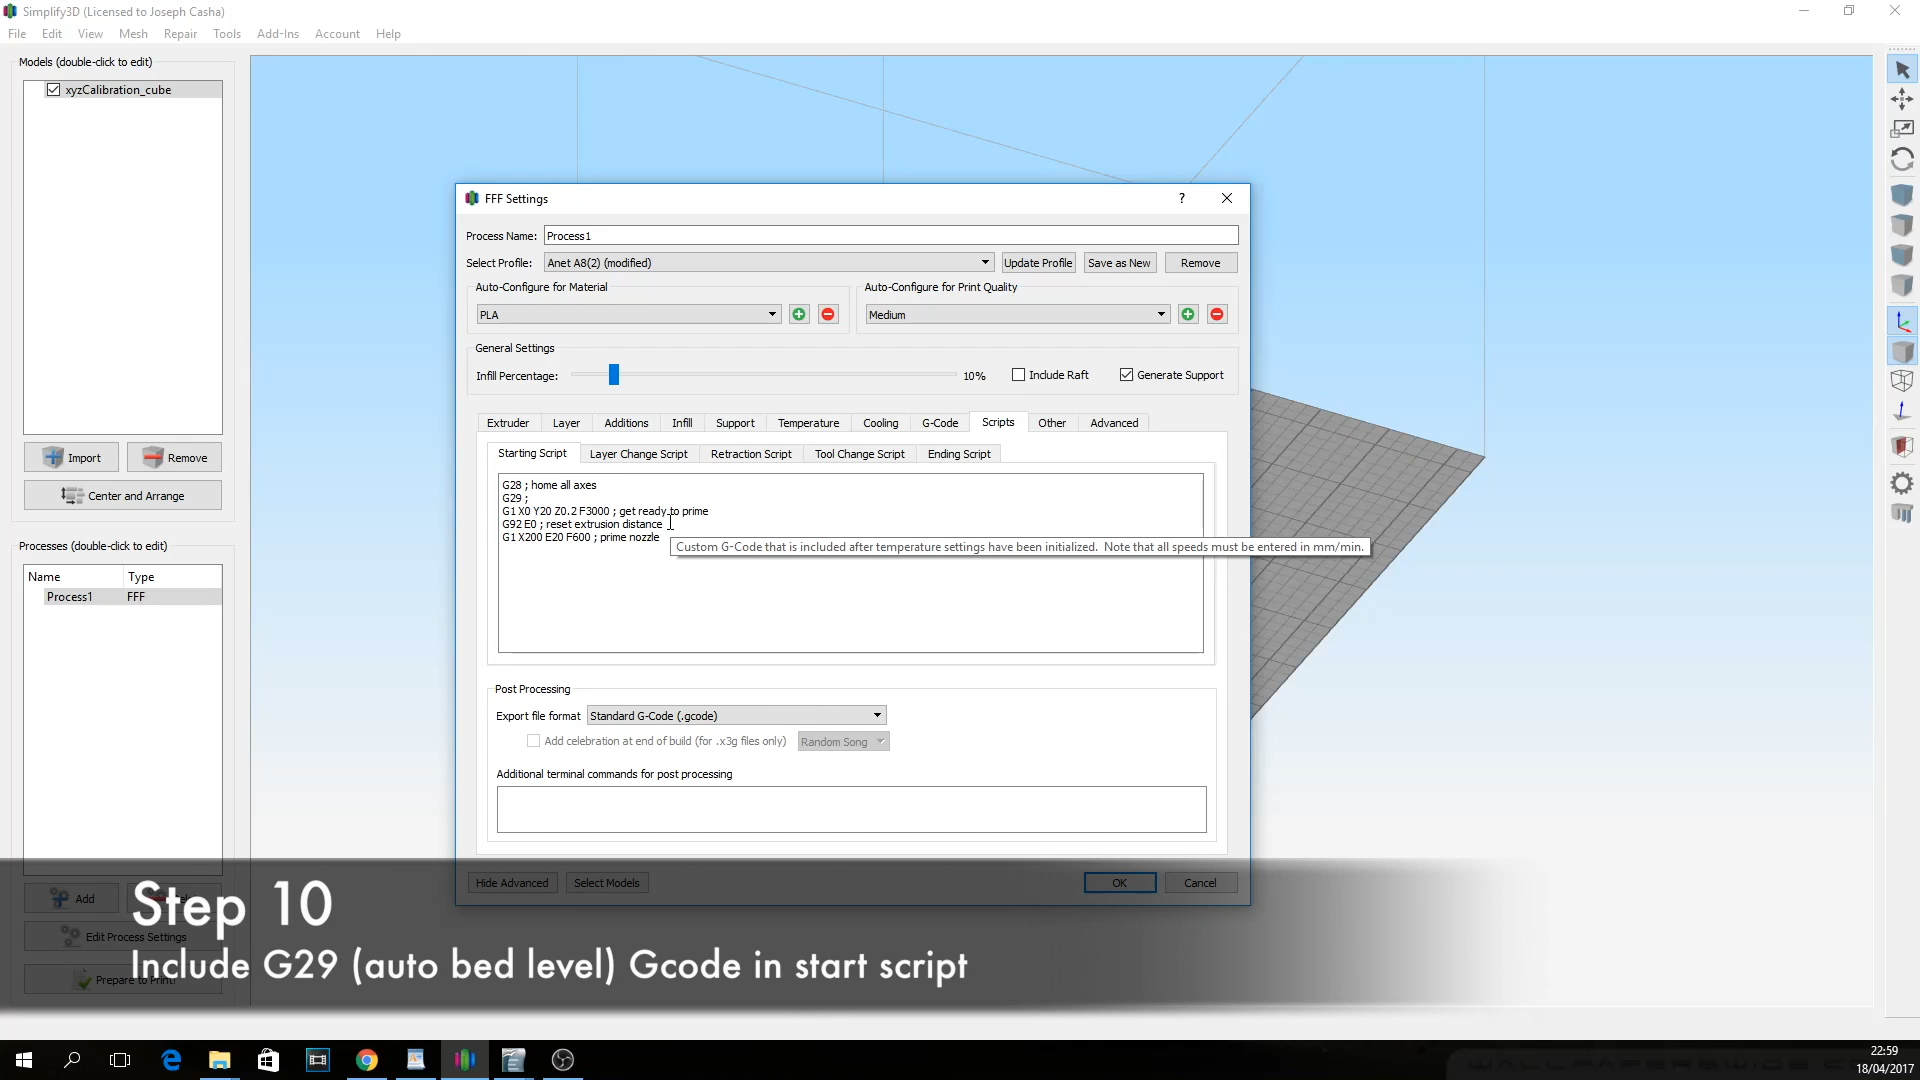 Simplify3D (Licensed to Joseph Casha)
File Edit View Mesh Repair Tools Add-Ins Account Help
Models (double-click to edit)
xyzCalibration_cube
Import Remove
Center and Arrange
Processes (double-click to edit)
Name Type
Process1 FFF
Add
Edit Process Settings
Prepare to Print!
FFF Settings
?
Process Name: Process1
Select Profile: Anet A8(2) (modified) Update Profile Save as New Remove
Auto-Configure for Material
PLA
Auto-Configure for Print Quality
Medium
General Settings
Infill Percentage: 10% Include Raft Generate Support
Extruder Layer Additions Infill Support Temperature Cooling G-Code Scripts Other Advanced
Starting Script Layer Change Script Retraction Script Tool Change Script Ending Script
G28 ; home all axes
G29 ;
G1 X0 Y20 Z0.2 F3000 ; get ready to prime
G92 E0 ; reset extrusion distance
G1 X200 E20 F600 ; prime nozzle
Custom G-Code that is included after temperature settings have been initialized. Note that all speeds must be entered in mm/min.
Post Processing
Export file format Standard G-Code (.gcode)
Add celebration at end of build (for .x3g files only) Random Song
Additional terminal commands for post processing
Hide Advanced Select Models OK Cancel
Step 10
Include G29 (auto bed level) Gcode in start script
22:59
18/04/2017